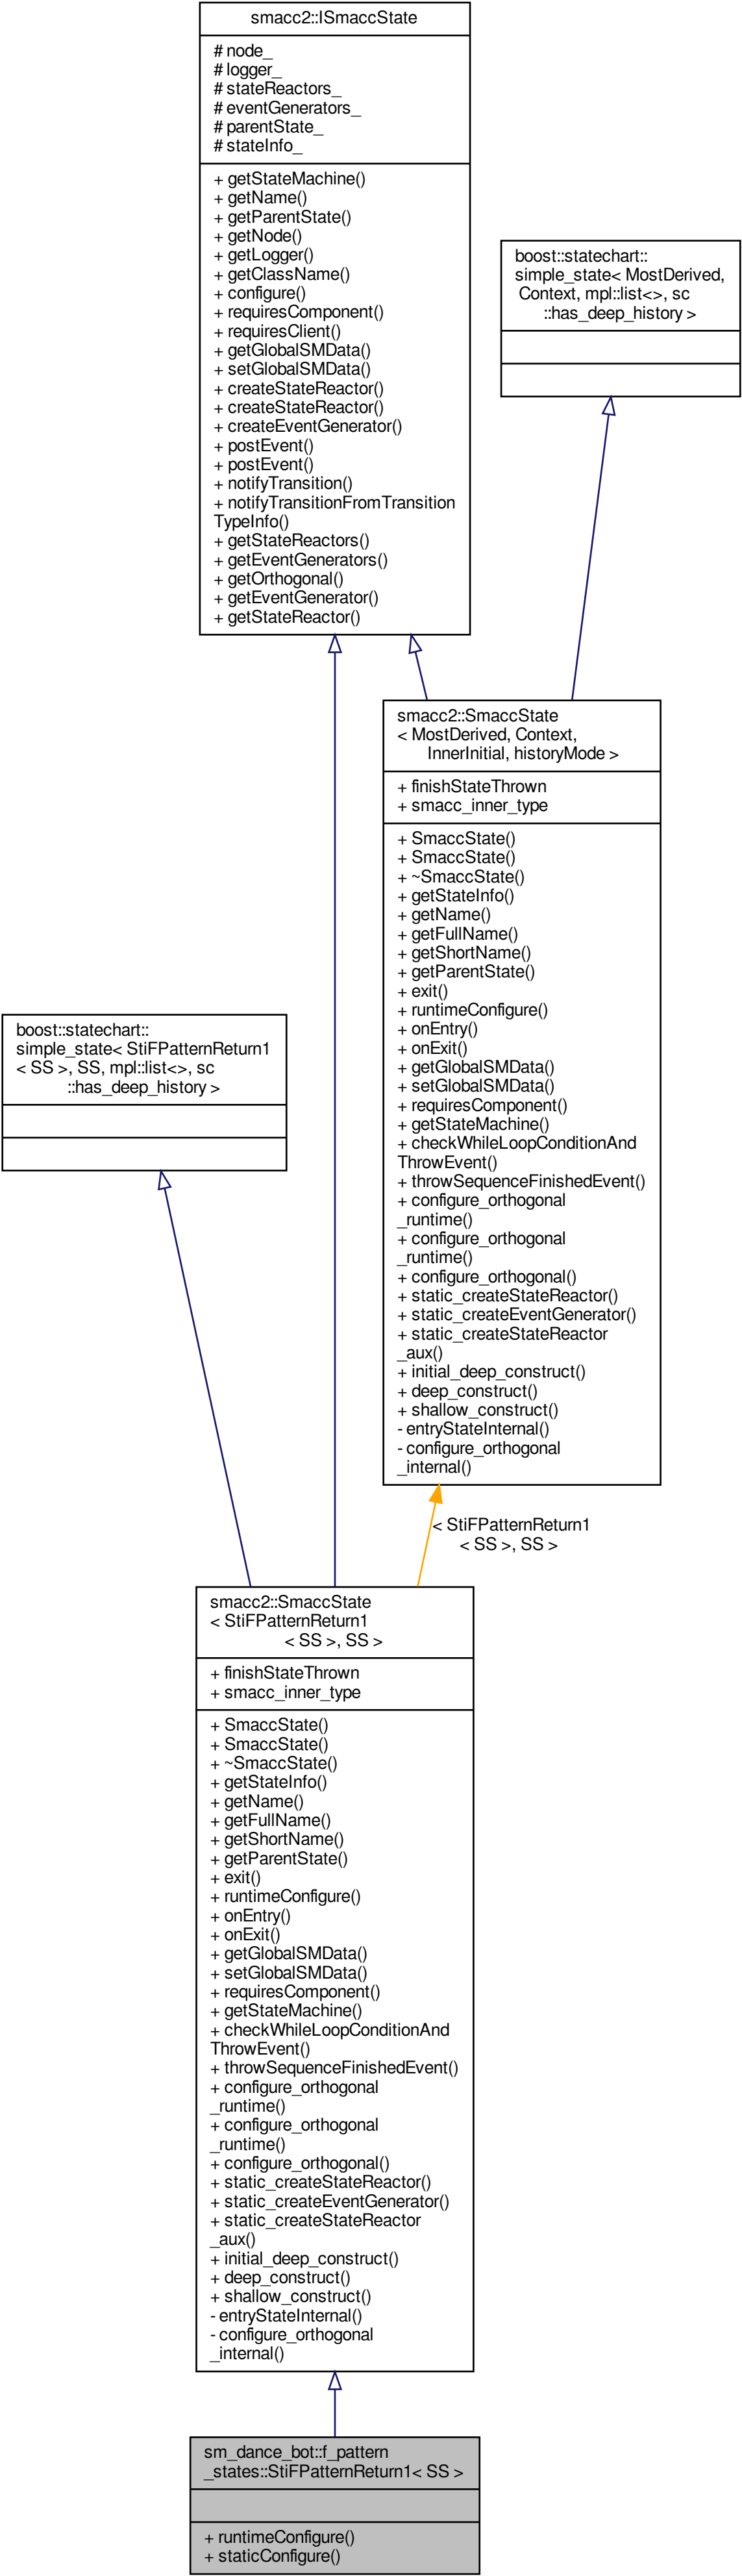 smacc2::ISmaccState
# node_
# logger_
# stateReactors_
# eventGenerators_
# parentState_
# stateInfo_
+ getStateMachine()
+ getName()
+ getParentState()
+ getNode()
+ getLogger()
+ getClassName()
+ configure()
+ requiresComponent()
+ requiresClient()
+ getGlobalSMData()
+ setGlobalSMData()
+ createStateReactor()
+ createStateReactor()
+ createEventGenerator()
+ postEvent()
+ postEvent()
+ notifyTransition()
+ notifyTransitionFromTransition
TypeInfo()
+ getStateReactors()
+ getEventGenerators()
+ getOrthogonal()
+ getEventGenerator()
+ getStateReactor()
boost::statechart::
simple_state< MostDerived,
Context, mpl::list<>, sc
::has_deep_history >
smacc2::SmaccState
< MostDerived, Context,
InnerInitial, historyMode >
+ finishStateThrown
+ smacc_inner_type
+ SmaccState()
+ SmaccState()
+ ~SmaccState()
+ getStateInfo()
+ getName()
+ getFullName()
+ getShortName()
+ getParentState()
+ exit()
+ runtimeConfigure()
+ onEntry()
+ onExit()
+ getGlobalSMData()
+ setGlobalSMData()
+ requiresComponent()
+ getStateMachine()
+ checkWhileLoopConditionAnd
ThrowEvent()
+ throwSequenceFinishedEvent()
+ configure_orthogonal
_runtime()
+ configure_orthogonal
_runtime()
+ configure_orthogonal()
+ static_createStateReactor()
+ static_createEventGenerator()
+ static_createStateReactor
_aux()
+ initial_deep_construct()
+ deep_construct()
+ shallow_construct()
- entryStateInternal()
- configure_orthogonal
_internal()
boost::statechart::
simple_state< StiFPatternReturn1
< SS >, SS, mpl::list<>, sc
::has_deep_history >
< StiFPatternReturn1
< SS >, SS >
smacc2::SmaccState
< StiFPatternReturn1
< SS >, SS >
+ finishStateThrown
+ smacc_inner_type
+ SmaccState()
+ SmaccState()
+ ~SmaccState()
+ getStateInfo()
+ getName()
+ getFullName()
+ getShortName()
+ getParentState()
+ exit()
+ runtimeConfigure()
+ onEntry()
+ onExit()
+ getGlobalSMData()
+ setGlobalSMData()
+ requiresComponent()
+ getStateMachine()
+ checkWhileLoopConditionAnd
ThrowEvent()
+ throwSequenceFinishedEvent()
+ configure_orthogonal
_runtime()
+ configure_orthogonal
_runtime()
+ configure_orthogonal()
+ static_createStateReactor()
+ static_createEventGenerator()
+ static_createStateReactor
_aux()
+ initial_deep_construct()
+ deep_construct()
+ shallow_construct()
- entryStateInternal()
- configure_orthogonal
_internal()
sm_dance_bot::f_pattern
_states::StiFPatternReturn1< SS >
+ runtimeConfigure()
+ staticConfigure()